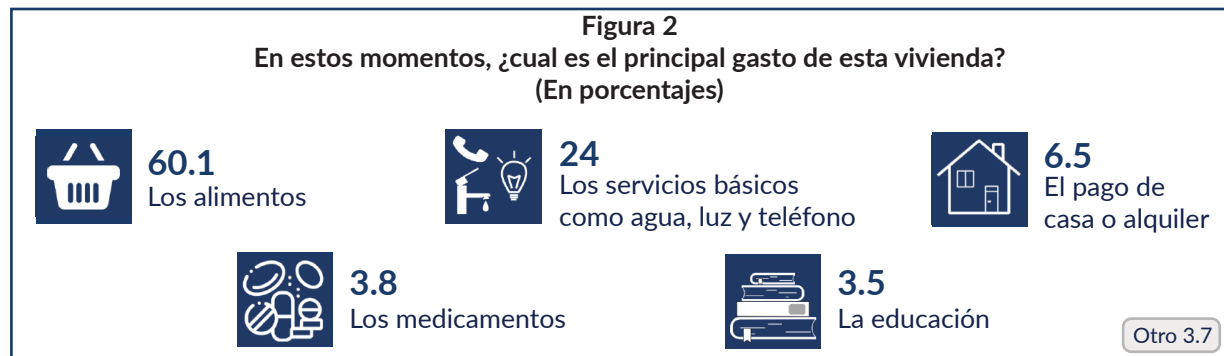 Figura 2
En estos momentos, ¿cual es el principal gasto de esta vivienda?
(En porcentajes)
60.1
Los alimentos
24
Los servicios básicos
como agua, luz y teléfono
6.5
El pago de
casa o alquiler
3.8
Los medicamentos
3.5
La educación
Otro 3.7